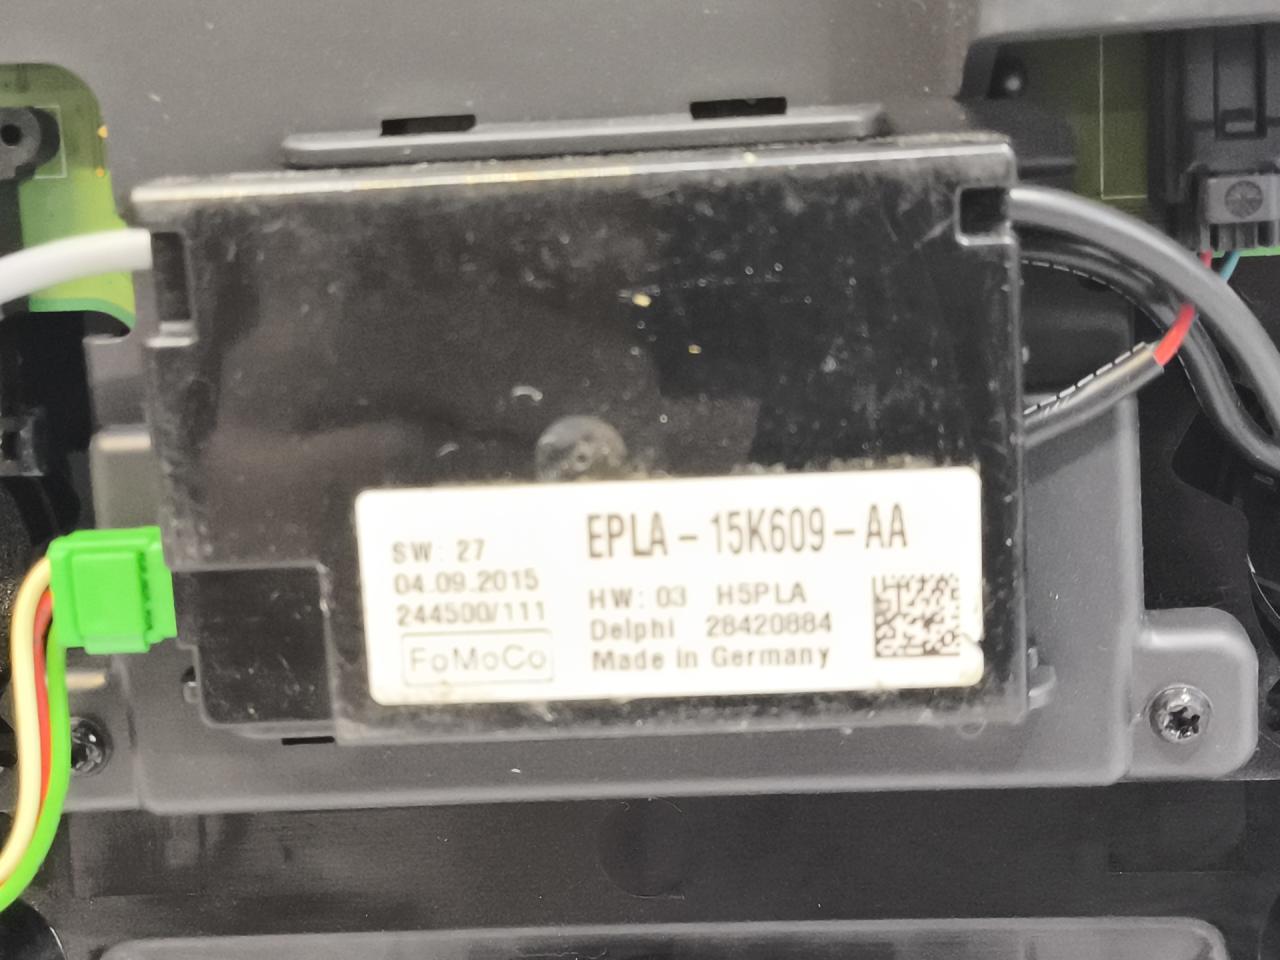 SW: 27
04.09.2015
244500/111
FoMoCo
EPLA-15K609-AA
HW: 03 H5PLA
Delphi 28420884
Made in Germany